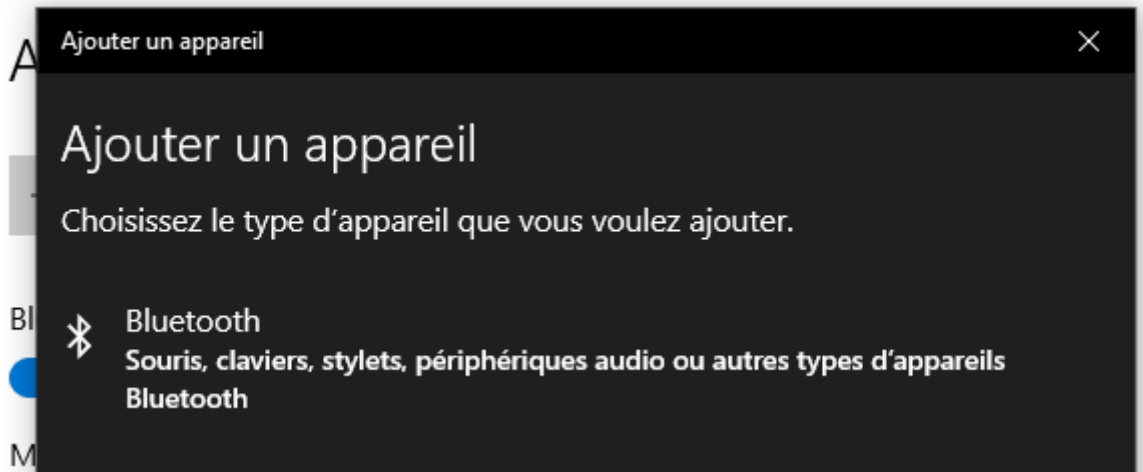 Ajouter un appareil
Ajouter un appareil
Choisissez le type d’appareil que vous voulez ajouter.
Bluetooth
Souris, claviers, stylets, périphériques audio ou autres types d’appareils
Bluetooth